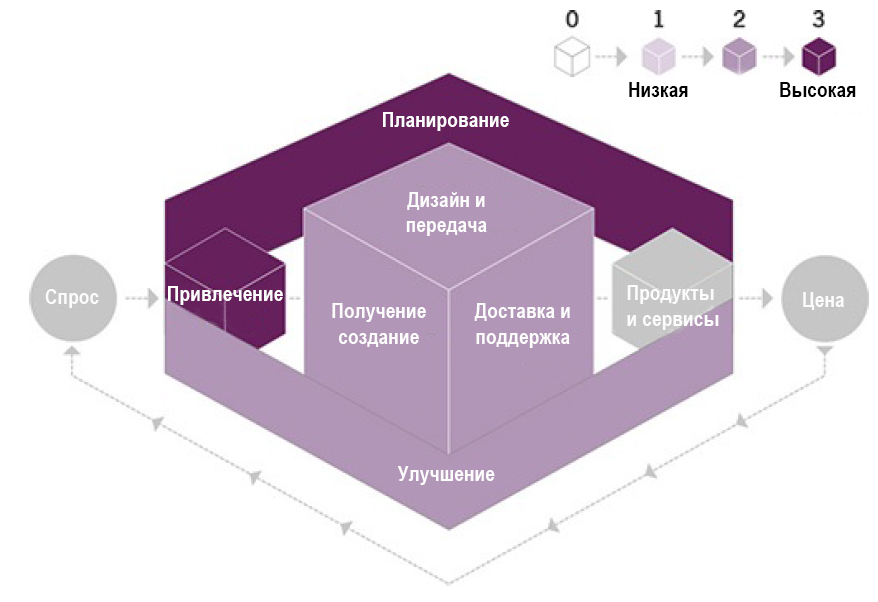 0 1 2 3
Низкая Высокая
Планирование
Дизайн и
передача
Спрос
Привлечение
Получение
создание
Доставка и
поддержка
Продукты
и сервисы
Цена
Улучшение